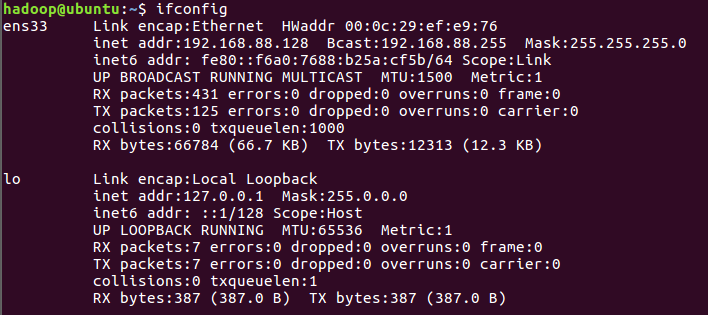 hadoop@ubuntu:~$ ifconfig
ens33     Link encap:Ethernet  HWaddr 00:0c:29:ef:e9:76
          inet addr:192.168.88.128  Bcast:192.168.88.255  Mask:255.255.255.0
          inet6 addr: fe80::f6a0:7688:b25a:cf5b/64 Scope:Link
          UP BROADCAST RUNNING MULTICAST  MTU:1500  Metric:1
          RX packets:431 errors:0 dropped:0 overruns:0 frame:0
          TX packets:125 errors:0 dropped:0 overruns:0 carrier:0
          collisions:0 txqueuelen:1000
          RX bytes:66784 (66.7 KB)  TX bytes:12313 (12.3 KB)

lo        Link encap:Local Loopback
          inet addr:127.0.0.1  Mask:255.0.0.0
          inet6 addr: ::1/128 Scope:Host
          UP LOOPBACK RUNNING  MTU:65536  Metric:1
          RX packets:7 errors:0 dropped:0 overruns:0 frame:0
          TX packets:7 errors:0 dropped:0 overruns:0 carrier:0
          collisions:0 txqueuelen:1
          RX bytes:387 (387.0 B)  TX bytes:387 (387.0 B)